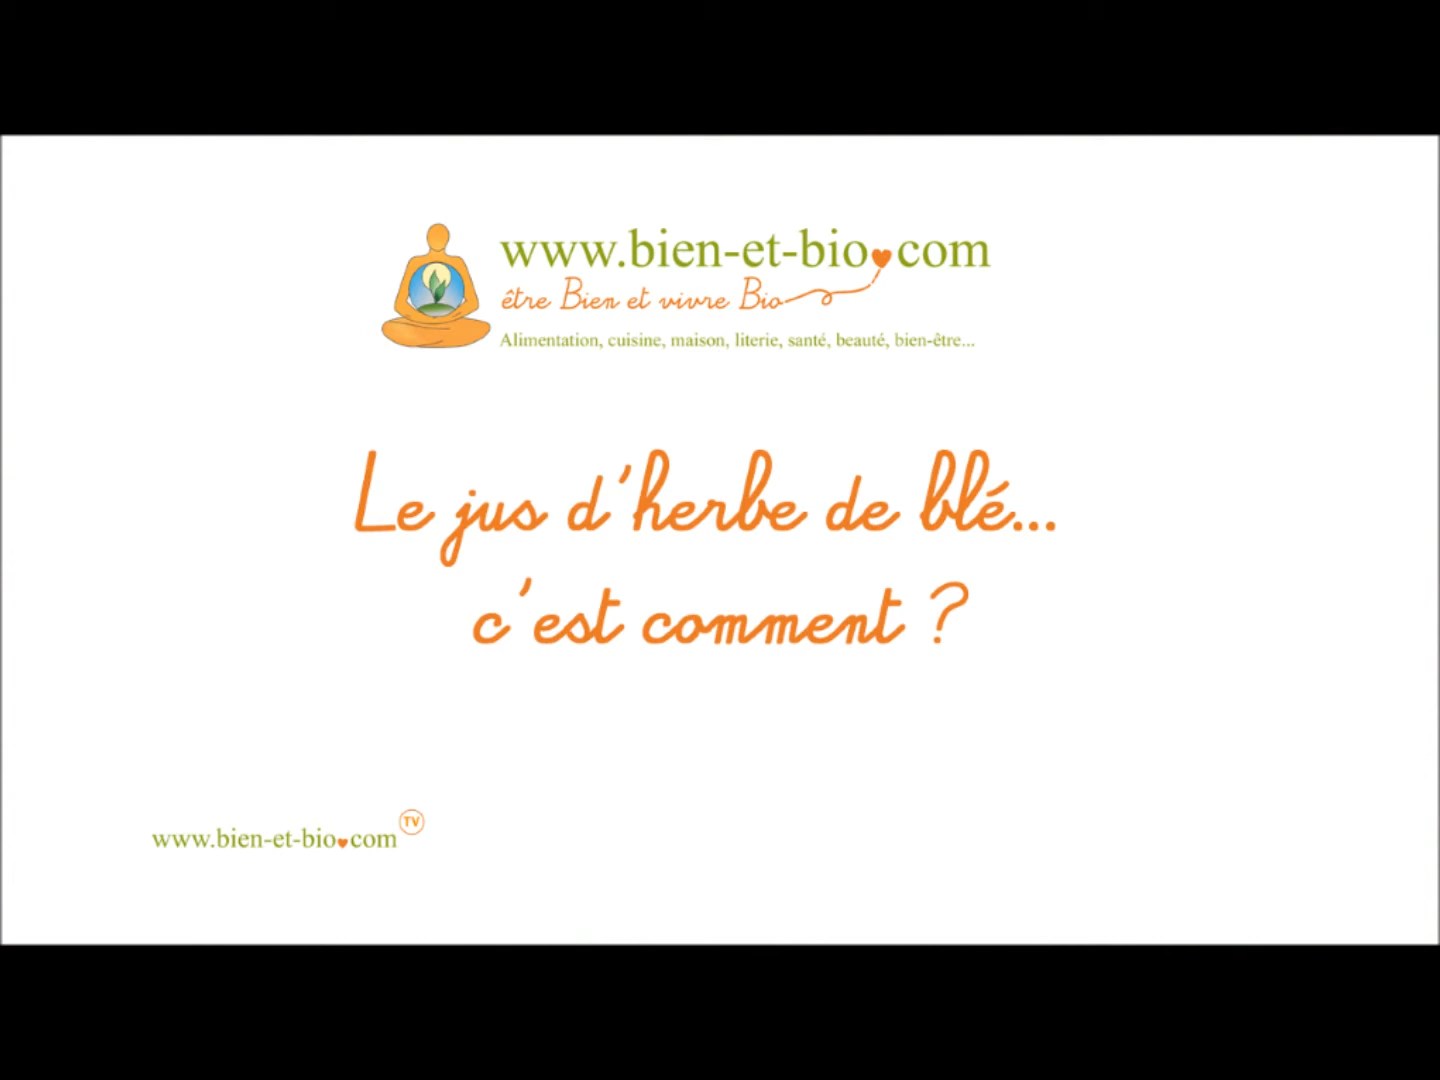 www.bien-et-bio.com
être Bien et vivre Bio
Alimentation, cuisine, maison, literie, santé, beauté, bien-être...
Le jus d'herbe de blé...
c'est comment ?
www.bien-et-bio.com TV